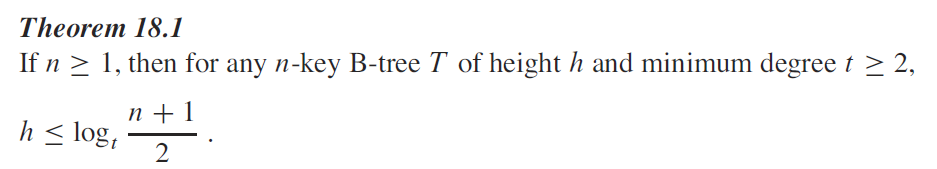 Theorem 18.1
If n ≥ 1, then for any n-key B-tree T of height h and minimum degree t ≥ 2,
h ≤ log_t (n + 1)/2 .